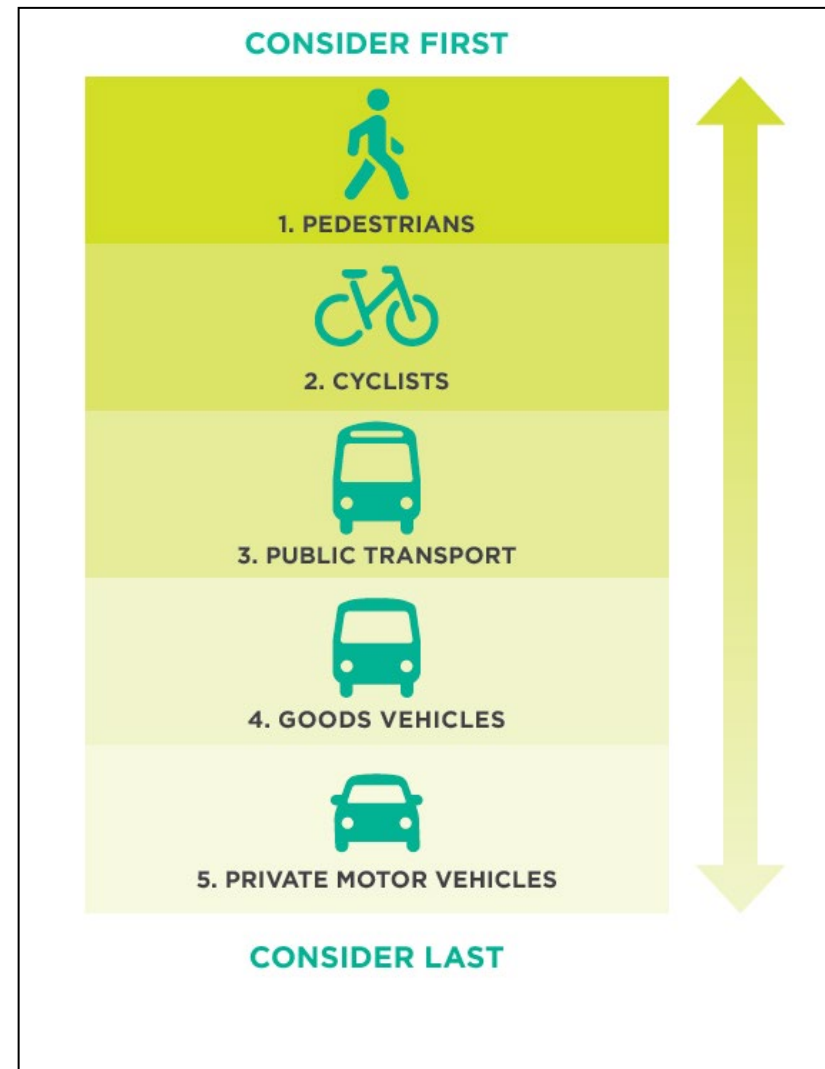 CONSIDER FIRST
1. PEDESTRIANS
2. CYCLISTS
3. PUBLIC TRANSPORT
4. GOODS VEHICLES
5. PRIVATE MOTOR VEHICLES
CONSIDER LAST